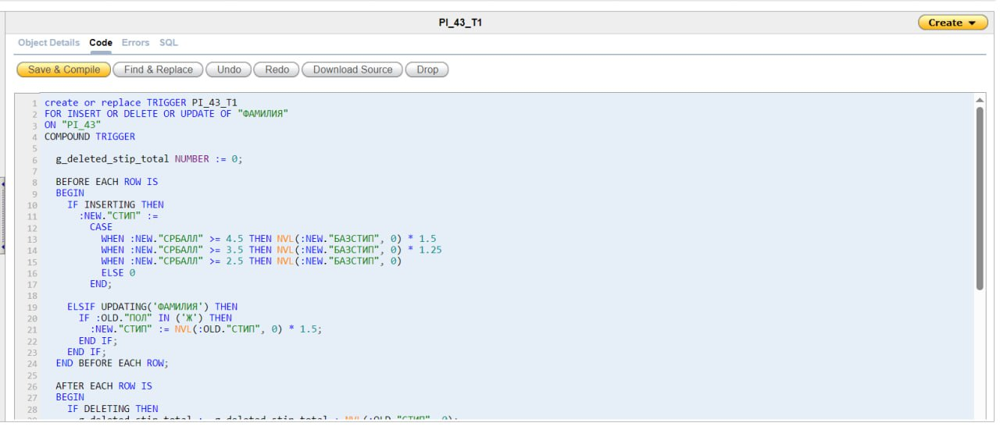 PI_43_T1
Create
Object Details Code Errors SQL
Save & Compile Find & Replace Undo Redo Download Source Drop
1 create or replace TRIGGER PI_43_T1
2 FOR INSERT OR DELETE OR UPDATE OF "ФАМИЛИЯ"
3 ON "PI_43"
4 COMPOUND TRIGGER
5
6 g_deleted_stip_total NUMBER := 0;
7
8 BEFORE EACH ROW IS
9 BEGIN
10 IF INSERTING THEN
11 :NEW."СТИП" :=
12 CASE
13 WHEN :NEW."СРБАЛЛ" >= 4.5 THEN NVL(:NEW."БАЗСТИП", 0) * 1.5
14 WHEN :NEW."СРБАЛЛ" >= 3.5 THEN NVL(:NEW."БАЗСТИП", 0) * 1.25
15 WHEN :NEW."СРБАЛЛ" >= 2.5 THEN NVL(:NEW."БАЗСТИП", 0)
16 ELSE 0
17 END;
18
19 ELSIF UPDATING('ФАМИЛИЯ') THEN
20 IF :OLD."ПОЛ" IN ('Ж') THEN
21 :NEW."СТИП" := NVL(:OLD."СТИП", 0) * 1.5;
22 END IF;
23 END IF;
24 END BEFORE EACH ROW;
25
26 AFTER EACH ROW IS
27 BEGIN
28 IF DELETING THEN